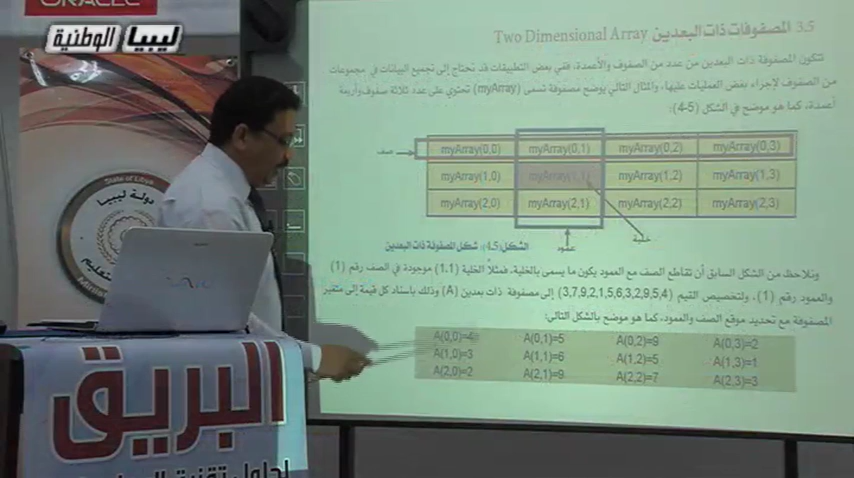 ليبيا الوطنية
ORACLE
State of Libya
دولة ليبيا
3.5 المصفوفات ذات البعدين Two Dimensional Array
تتكون المصفوفة ذات البعدين من عدد من الصفوف والأعمدة، ففي بعض التطبيقات قد نحتاج إلى تجميع البيانات في مجموعات
من الصفوف لإجراء بعض العمليات عليها، والمثال التالي يوضح مصفوفة تسمى (myArray) تحتوي على عدد ثلاثة صفوف وأربعة
أعمدة، كما هو موضح في الشكل (4-5):
صف
myArray(0,0) myArray(0,1) myArray(0,2) myArray(0,3)
myArray(1,0) myArray(1,1) myArray(1,2) myArray(1,3)
myArray(2,0) myArray(2,1) myArray(2,2) myArray(2,3)
خلية
عمود
الشكل (4.5): شكل المصفوفة ذات البعدين
ونلاحظ من الشكل السابق أن تقاطع الصف مع العمود يكون ما يسمى بالخلية، فمثلاً الخلية (1.1) موجودة في الصف رقم (1)
والعمود رقم (1)، ولتخصيص القيم (3,7,9,2,1,5,6,3,2,9,5,4) إلى مصفوفة ذات بعدين (A) وذلك بإسناد كل قيمة إلى متغير
المصفوفة مع تحديد موقع الصف والعمود، كما هو موضح بالشكل التالي:
A(0,0)=4 A(0,1)=5 A(0,2)=9 A(0,3)=2
A(1,0)=3 A(1,1)=6 A(1,2)=5 A(1,3)=1
A(2,0)=2 A(2,1)=9 A(2,2)=7 A(2,3)=3
VAIO
البريق
لحلول تقنية